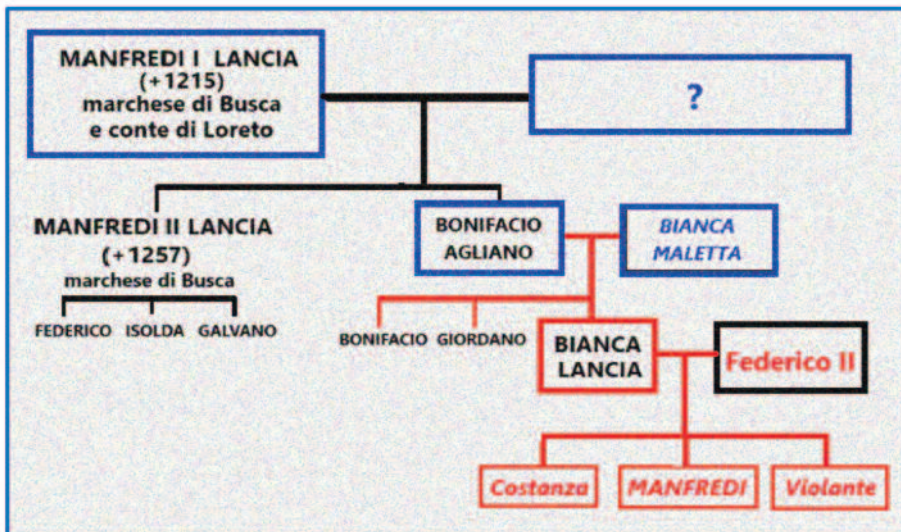 MANFREDI I LANCIA
(+1215)
marchese di Busca
e conte di Loreto
?
MANFREDI II LANCIA
(+1257)
marchese di Busca
BONIFACIO
AGLIANO
BIANCA
MALETTA
FEDERICO ISOLDA GALVANO
BONIFACIO GIORDANO
BIANCA
LANCIA
Federico II
Costanza MANFREDI Violante